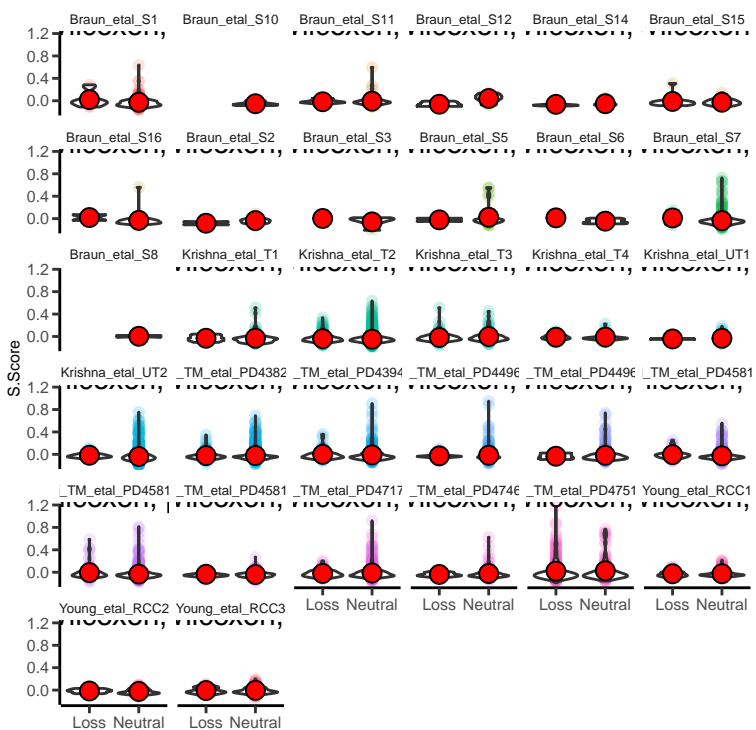 Braun_etal_S1 Braun_etal_S10 Braun_etal_S11 Braun_etal_S12 Braun_etal_S14 Braun_etal_S15
1.2
0.8
0.4
0.0
Braun_etal_S16 Braun_etal_S2 Braun_etal_S3 Braun_etal_S5 Braun_etal_S6 Braun_etal_S7
1.2
0.8
0.4
0.0
Braun_etal_S8 Krishna_etal_T1 Krishna_etal_T2 Krishna_etal_T3 Krishna_etal_T4 Krishna_etal_UT1
1.2
0.8
0.4
0.0
S.Score
Krishna_etal_UT2 _TM_etal_PD4382 _TM_etal_PD4394 _TM_etal_PD4496 _TM_etal_PD4496 _TM_etal_PD4581
1.2
0.8
0.4
0.0
_TM_etal_PD4581 _TM_etal_PD4581 _TM_etal_PD4717 _TM_etal_PD4746 _TM_etal_PD4751 Young_etal_RCC1
1.2
0.8
0.4
0.0
Loss Neutral Loss Neutral Loss Neutral Loss Neutral
Young_etal_RCC2 Young_etal_RCC3
1.2
0.8
0.4
0.0
Loss Neutral Loss Neutral